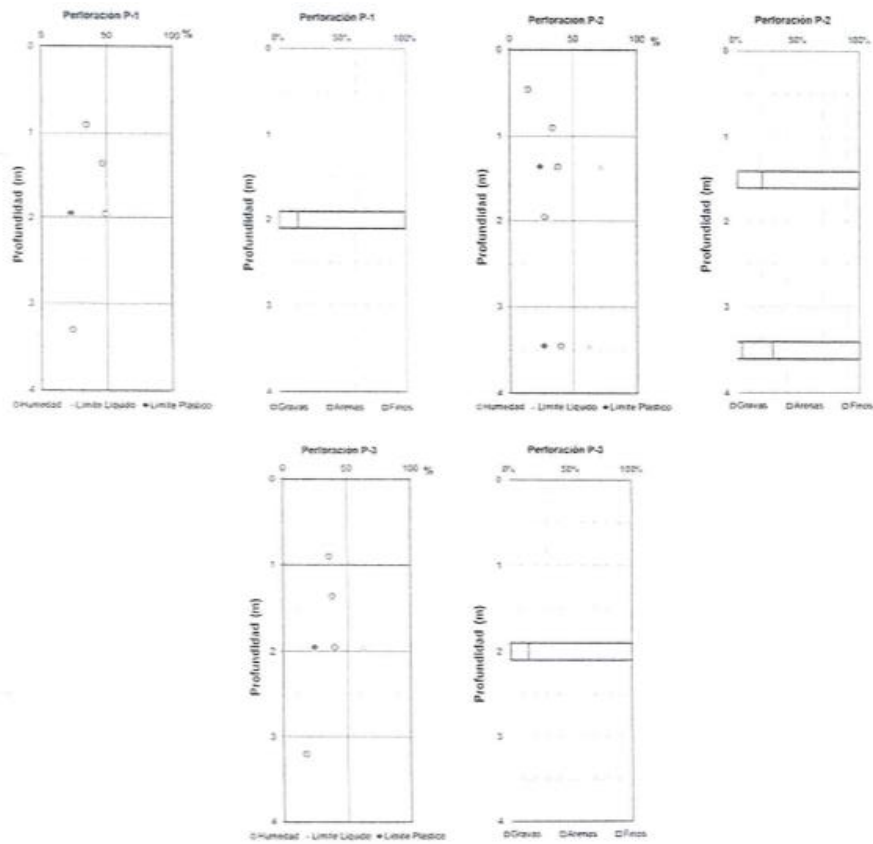 Perforación P-1
0 50 100 %
Profundidad (m)
0
1
2
3
4
○Humedad - Limite Liquido ● Limite Plástico
Perforación P-1
0% 50% 100%
Profundidad (m)
0
1
2
3
4
□Gravas □Arenas □Finos
Perforación P-2
0 50 100 %
Profundidad (m)
0
1
2
3
4
○Humedad - Limite Liquido ● Limite Plástico
Perforación P-2
0% 50% 100%
Profundidad (m)
0
1
2
3
4
□Gravas □Arenas □Finos
Perforación P-3
0 50 100 %
Profundidad (m)
0
1
2
3
4
○Humedad - Limite Liquido ● Limite Plástico
Perforación P-3
0% 50% 100%
Profundidad (m)
0
1
2
3
4
□Gravas □Arenas □Finos